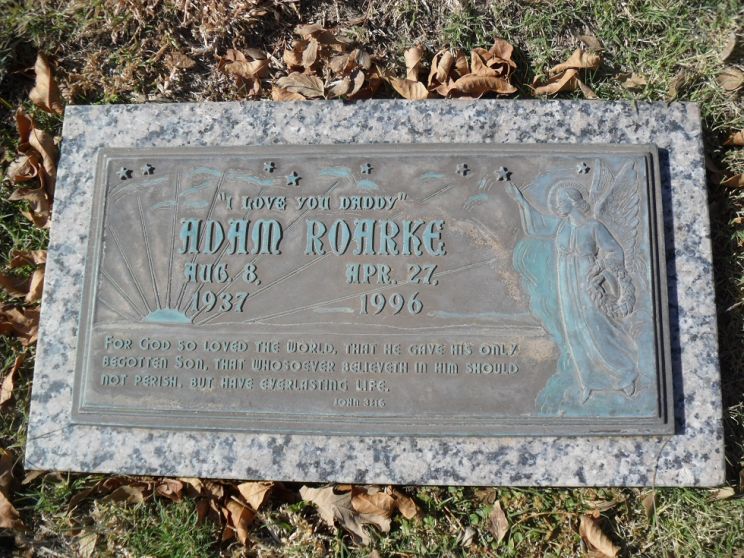 "I LOVE YOU DADDY"
ADAM ROARKE
AUG. 8, APR. 27,
1937 1996
FOR GOD SO LOVED THE WORLD, THAT HE GAVE HIS ONLY
BEGOTTEN SON, THAT WHOSOEVER BELIEVETH IN HIM SHOULD
NOT PERISH, BUT HAVE EVERLASTING LIFE.
JOHN 3:16